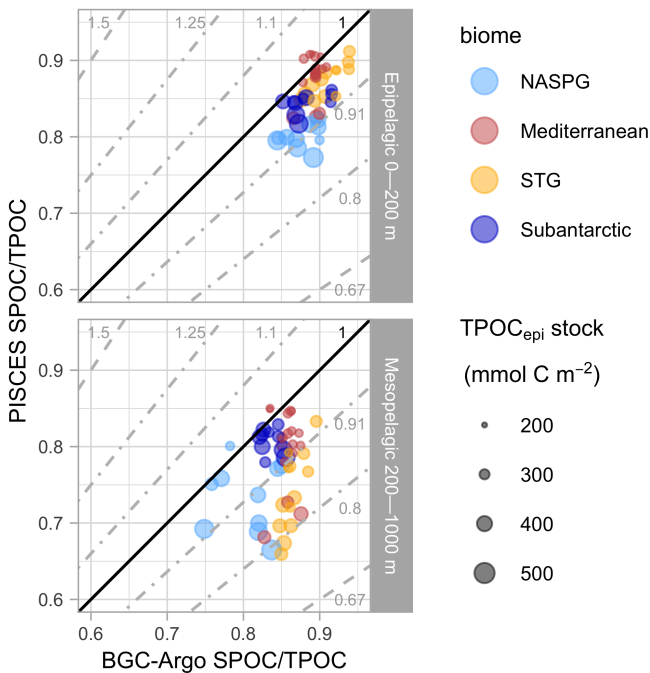 PISCES SPOC/TPOC
1.5 1.25 1.1 1
0.9
0.91
0.8
0.8
0.7
0.6
0.67
Epipelagic 0—200 m
1.5 1.25 1.1 1
0.9
0.91
0.8
0.8
0.7
0.6
0.67
Mesopelagic 200—1000 m
0.6 0.7 0.8 0.9
BGC-Argo SPOC/TPOC
biome
NASPG
Mediterranean
STG
Subantarctic
TPOCepi stock
(mmol C m−2)
200
300
400
500